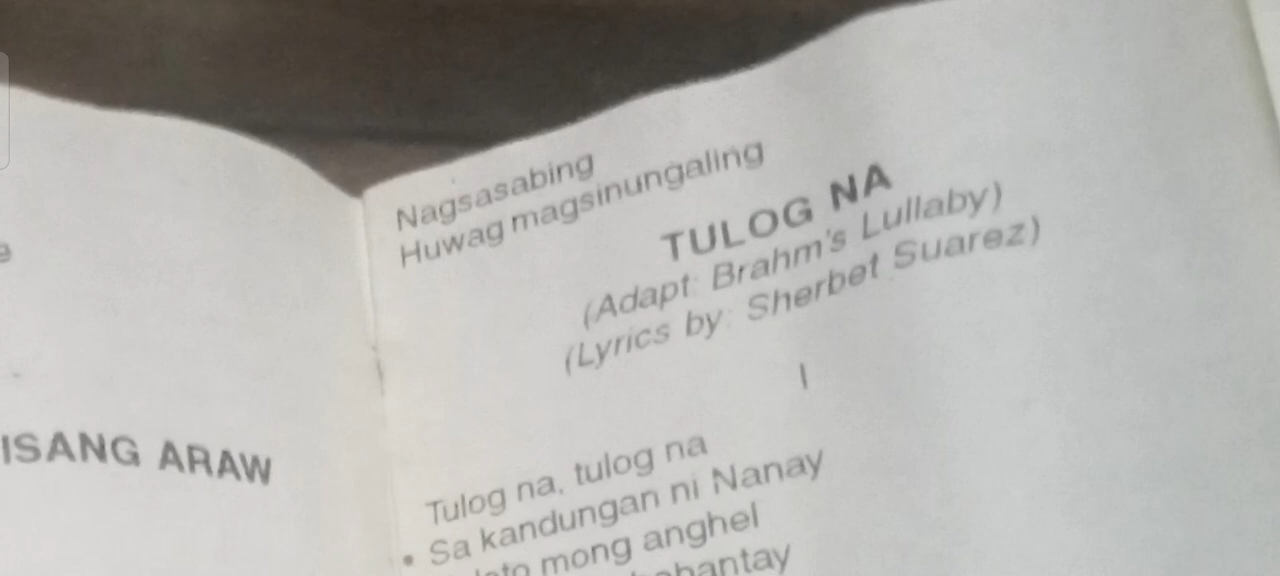 ISANG ARAW
Nagsasabing
Huwag magsinungaling
TULOG NA
(Adapt: Brahm's Lullaby)
(Lyrics by: Sherbet Suarez)
I
Tulog na, tulog na
• Sa kandungan ni Nanay
mong anghel